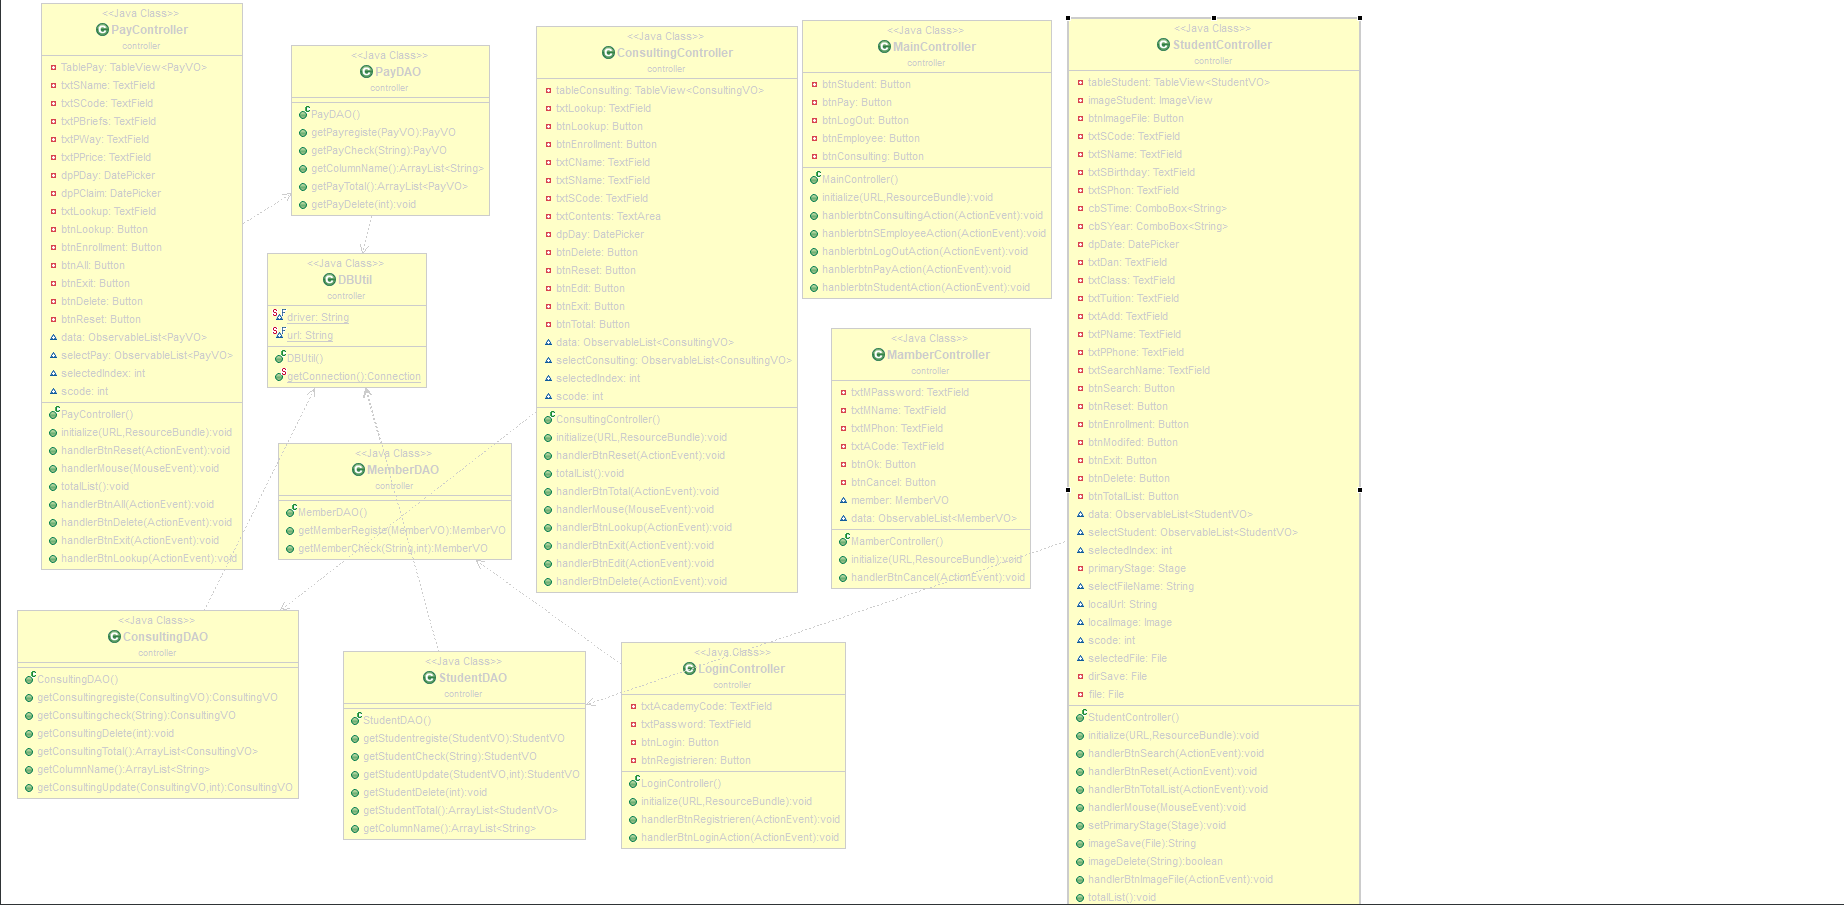 <<Java Class>>
PayController
controller
TablePay: TableView<PayVO>
txtSName: TextField
txtSCode: TextField
txtPBriefs: TextField
txtPWay: TextField
txtPPrice: TextField
dpPDay: DatePicker
dpPClaim: DatePicker
txtLookup: TextField
btnLookup: Button
btnEnrollment: Button
btnAll: Button
btnExit: Button
btnDelete: Button
btnReset: Button
data: ObservableList<PayVO>
selectPay: ObservableList<PayVO>
selectedIndex: int
scode: int
PayController()
initialize(URL,ResourceBundle):void
handlerBtnReset(ActionEvent):void
handlerMouse(MouseEvent):void
totalList():void
handlerBtnAll(ActionEvent):void
handlerBtnDelete(ActionEvent):void
handlerBtnExit(ActionEvent):void
handlerBtnLookup(ActionEvent):void
<<Java Class>>
PayDAO
controller
PayDAO()
getPayregiste(PayVO):PayVO
getPayCheck(String):PayVO
getColumnName():ArrayList<String>
getPayTotal():ArrayList<PayVO>
getPayDelete(int):void
<<Java Class>>
DBUtil
controller
driver: String
url: String
DBUtil()
getConnection():Connection
<<Java Class>>
MemberDAO
controller
MemberDAO()
getMemberRegiste(MemberVO):MemberVO
getMemberCheck(String,int):MemberVO
<<Java Class>>
ConsultingDAO
controller
ConsultingDAO()
getConsultingregiste(ConsultingVO):ConsultingVO
getConsultingcheck(String):ConsultingVO
getConsultingDelete(int):void
getConsultingTotal():ArrayList<ConsultingVO>
getColumnName():ArrayList<String>
getConsultingUpdate(ConsultingVO,int):ConsultingVO
<<Java Class>>
StudentDAO
controller
StudentDAO()
getStudentregiste(StudentVO):StudentVO
getStudentCheck(String):StudentVO
getStudentUpdate(StudentVO,int):StudentVO
getStudentDelete(int):void
getStudentTotal():ArrayList<StudentVO>
getColumnName():ArrayList<String>
<<Java Class>>
ConsultingController
controller
tableConsulting: TableView<ConsultingVO>
txtLookup: TextField
btnLookup: Button
btnEnrollment: Button
txtCName: TextField
txtSName: TextField
txtSCode: TextField
txtContents: TextArea
dpDay: DatePicker
btnDelete: Button
btnReset: Button
btnEdit: Button
btnExit: Button
btnTotal: Button
data: ObservableList<ConsultingVO>
selectConsulting: ObservableList<ConsultingVO>
selectedIndex: int
scode: int
ConsultingController()
initialize(URL,ResourceBundle):void
handlerBtnReset(ActionEvent):void
totalList():void
handlerBtnTotal(ActionEvent):void
handlerMouse(MouseEvent):void
handlerBtnLookup(ActionEvent):void
handlerBtnExit(ActionEvent):void
handlerBtnEdit(ActionEvent):void
handlerBtnDelete(ActionEvent):void
<<Java Class>>
LoginController
controller
txtAcademyCode: TextField
txtPassword: TextField
btnLogin: Button
btnRegistrieren: Button
LoginController()
initialize(URL,ResourceBundle):void
handlerBtnRegistrieren(ActionEvent):void
handlerBtnLoginAction(ActionEvent):void
<<Java Class>>
MainController
controller
btnStudent: Button
btnPay: Button
btnLogOut: Button
btnEmployee: Button
btnConsulting: Button
MainController()
initialize(URL,ResourceBundle):void
hanblerbtnConsultingAction(ActionEvent):void
hanblerbtnSEmployeeAction(ActionEvent):void
hanblerbtnLogOutAction(ActionEvent):void
hanblerbtnPayAction(ActionEvent):void
hanblerbtnStudentAction(ActionEvent):void
<<Java Class>>
MamberController
controller
txtMPassword: TextField
txtMName: TextField
txtMPhon: TextField
txtACode: TextField
btnOk: Button
btnCancel: Button
member: MemberVO
data: ObservableList<MemberVO>
MamberController()
initialize(URL,ResourceBundle):void
handlerBtnCancel(ActionEvent):void
<<Java Class>>
StudentController
controller
tableStudent: TableView<StudentVO>
imageStudent: ImageView
btnImageFile: Button
txtSCode: TextField
txtSName: TextField
txtSBirthday: TextField
txtSPhon: TextField
cbSTime: ComboBox<String>
cbSYear: ComboBox<String>
dpDate: DatePicker
txtDan: TextField
txtClass: TextField
txtTuition: TextField
txtAdd: TextField
txtPName: TextField
txtPPhone: TextField
txtSearchName: TextField
btnSearch: Button
btnReset: Button
btnEnrollment: Button
btnModifed: Button
btnExit: Button
btnDelete: Button
btnTotalList: Button
data: ObservableList<StudentVO>
selectStudent: ObservableList<StudentVO>
selectedIndex: int
primaryStage: Stage
selectFileName: String
localUrl: String
localImage: Image
scode: int
selectedFile: File
dirSave: File
file: File
StudentController()
initialize(URL,ResourceBundle):void
handlerBtnSearch(ActionEvent):void
handlerBtnReset(ActionEvent):void
handlerBtnTotalList(ActionEvent):void
handlerMouse(MouseEvent):void
setPrimaryStage(Stage):void
imageSave(File):String
imageDelete(String):boolean
handlerBtnImageFile(ActionEvent):void
totalList():void